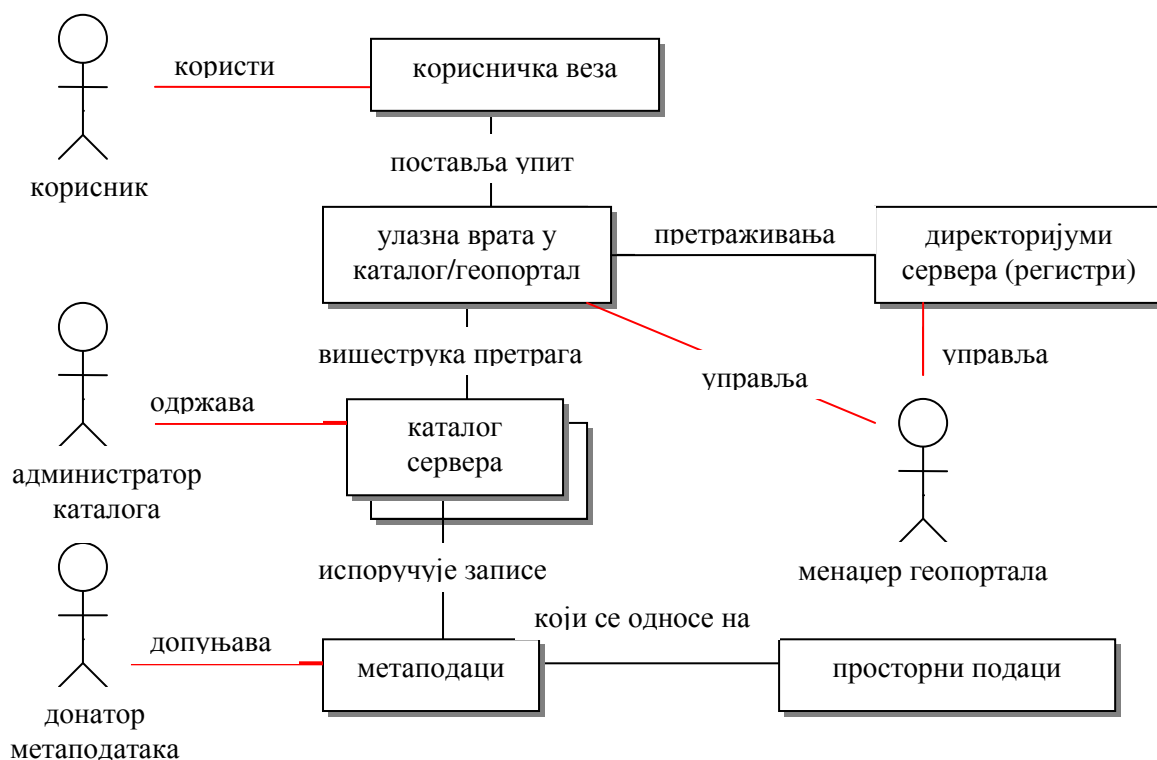 користи
корисничка веза
корисник
поставља упит
улазна врата у
каталог/геопортал
претраживања
директоријуми
сервера (регистри)
вишеструка претрага
управља
управља
одржава
каталог
сервера
администратор
каталога
менаџер геопортала
испоручује записе
који се односе на
допуњава
метаподаци
просторни подаци
донатор
метаподатака